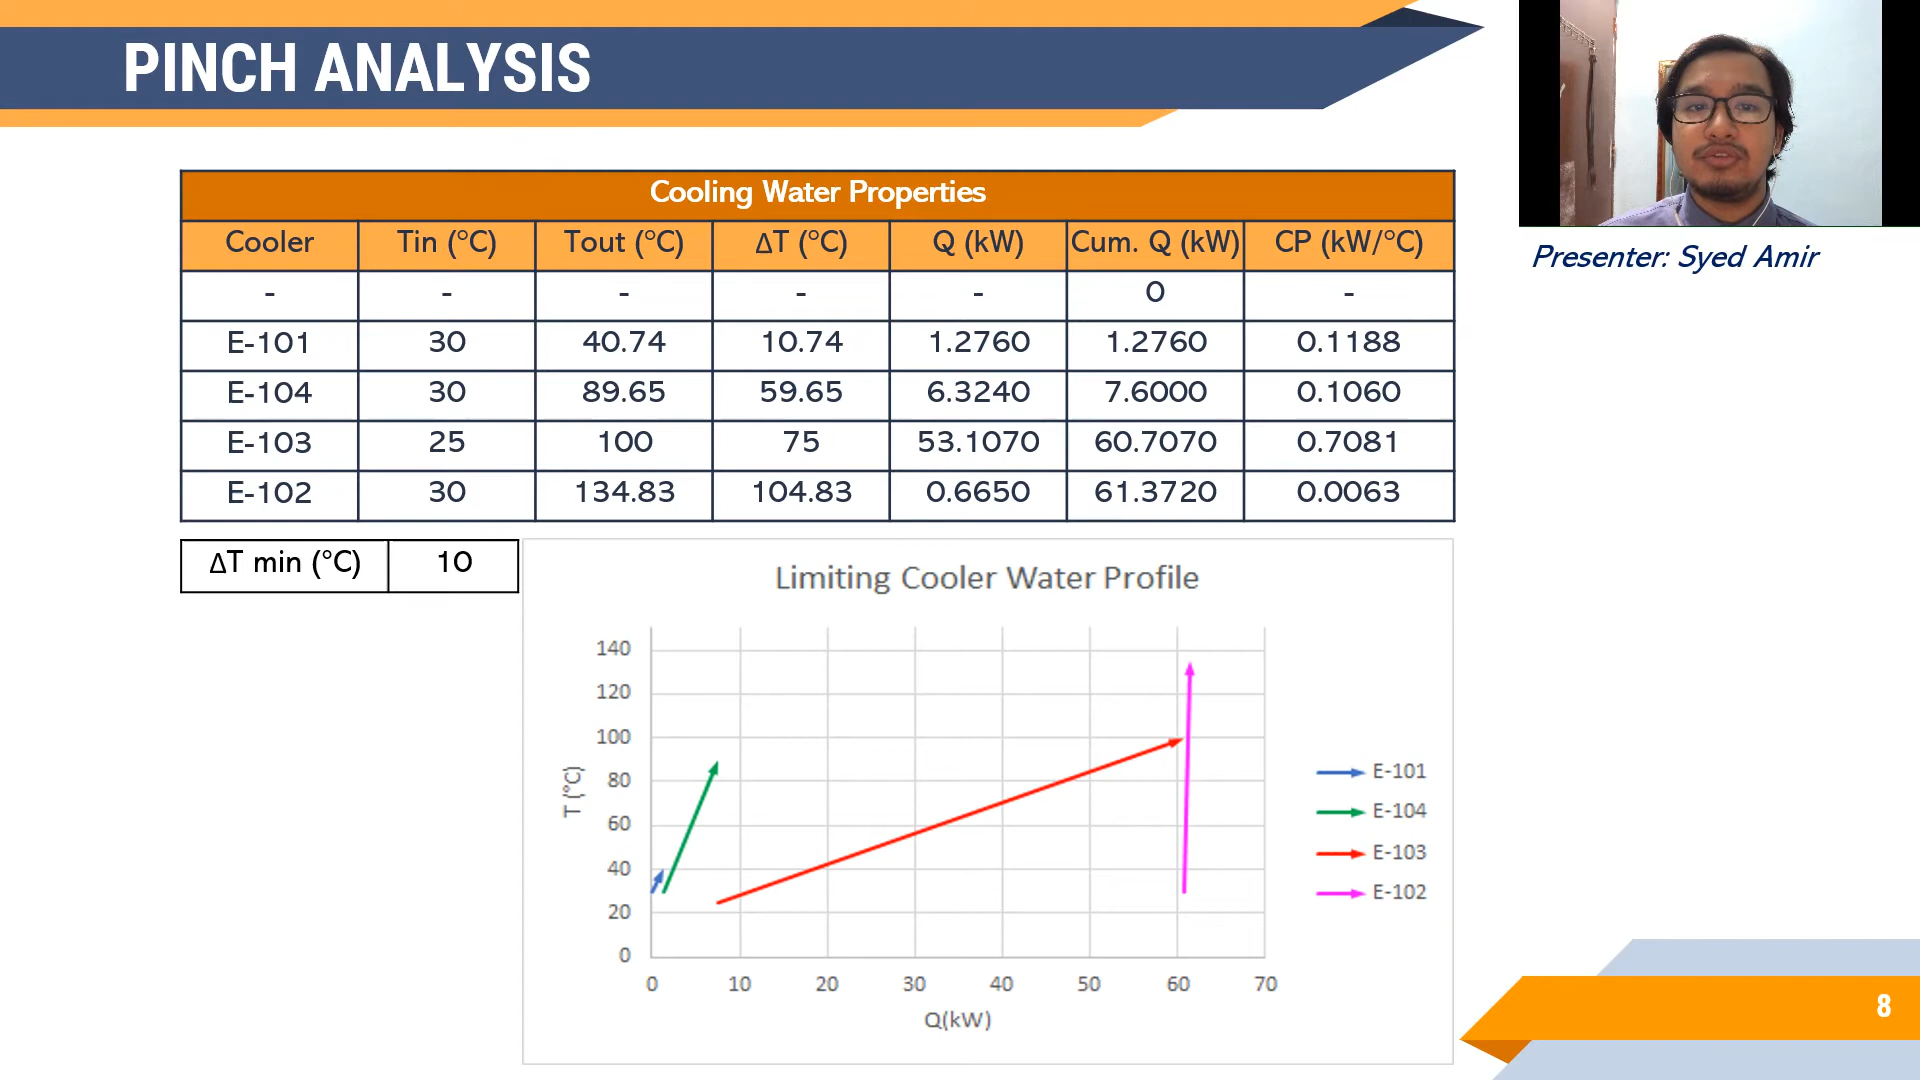 PINCH ANALYSIS
Presenter: Syed Amir
Cooling Water Properties
Cooler Tin (°C) Tout (°C) ΔT (°C) Q (kW) Cum. Q (kW) CP (kW/°C)
- - - - - 0 -
E-101 30 40.74 10.74 1.2760 1.2760 0.1188
E-104 30 89.65 59.65 6.3240 7.6000 0.1060
E-103 25 100 75 53.1070 60.7070 0.7081
E-102 30 134.83 104.83 0.6650 61.3720 0.0063
ΔT min (°C) 10
Limiting Cooler Water Profile
140
120
100
80
60
40
20
0
T (°C)
0 10 20 30 40 50 60 70
Q(kW)
E-101
E-104
E-103
E-102
8